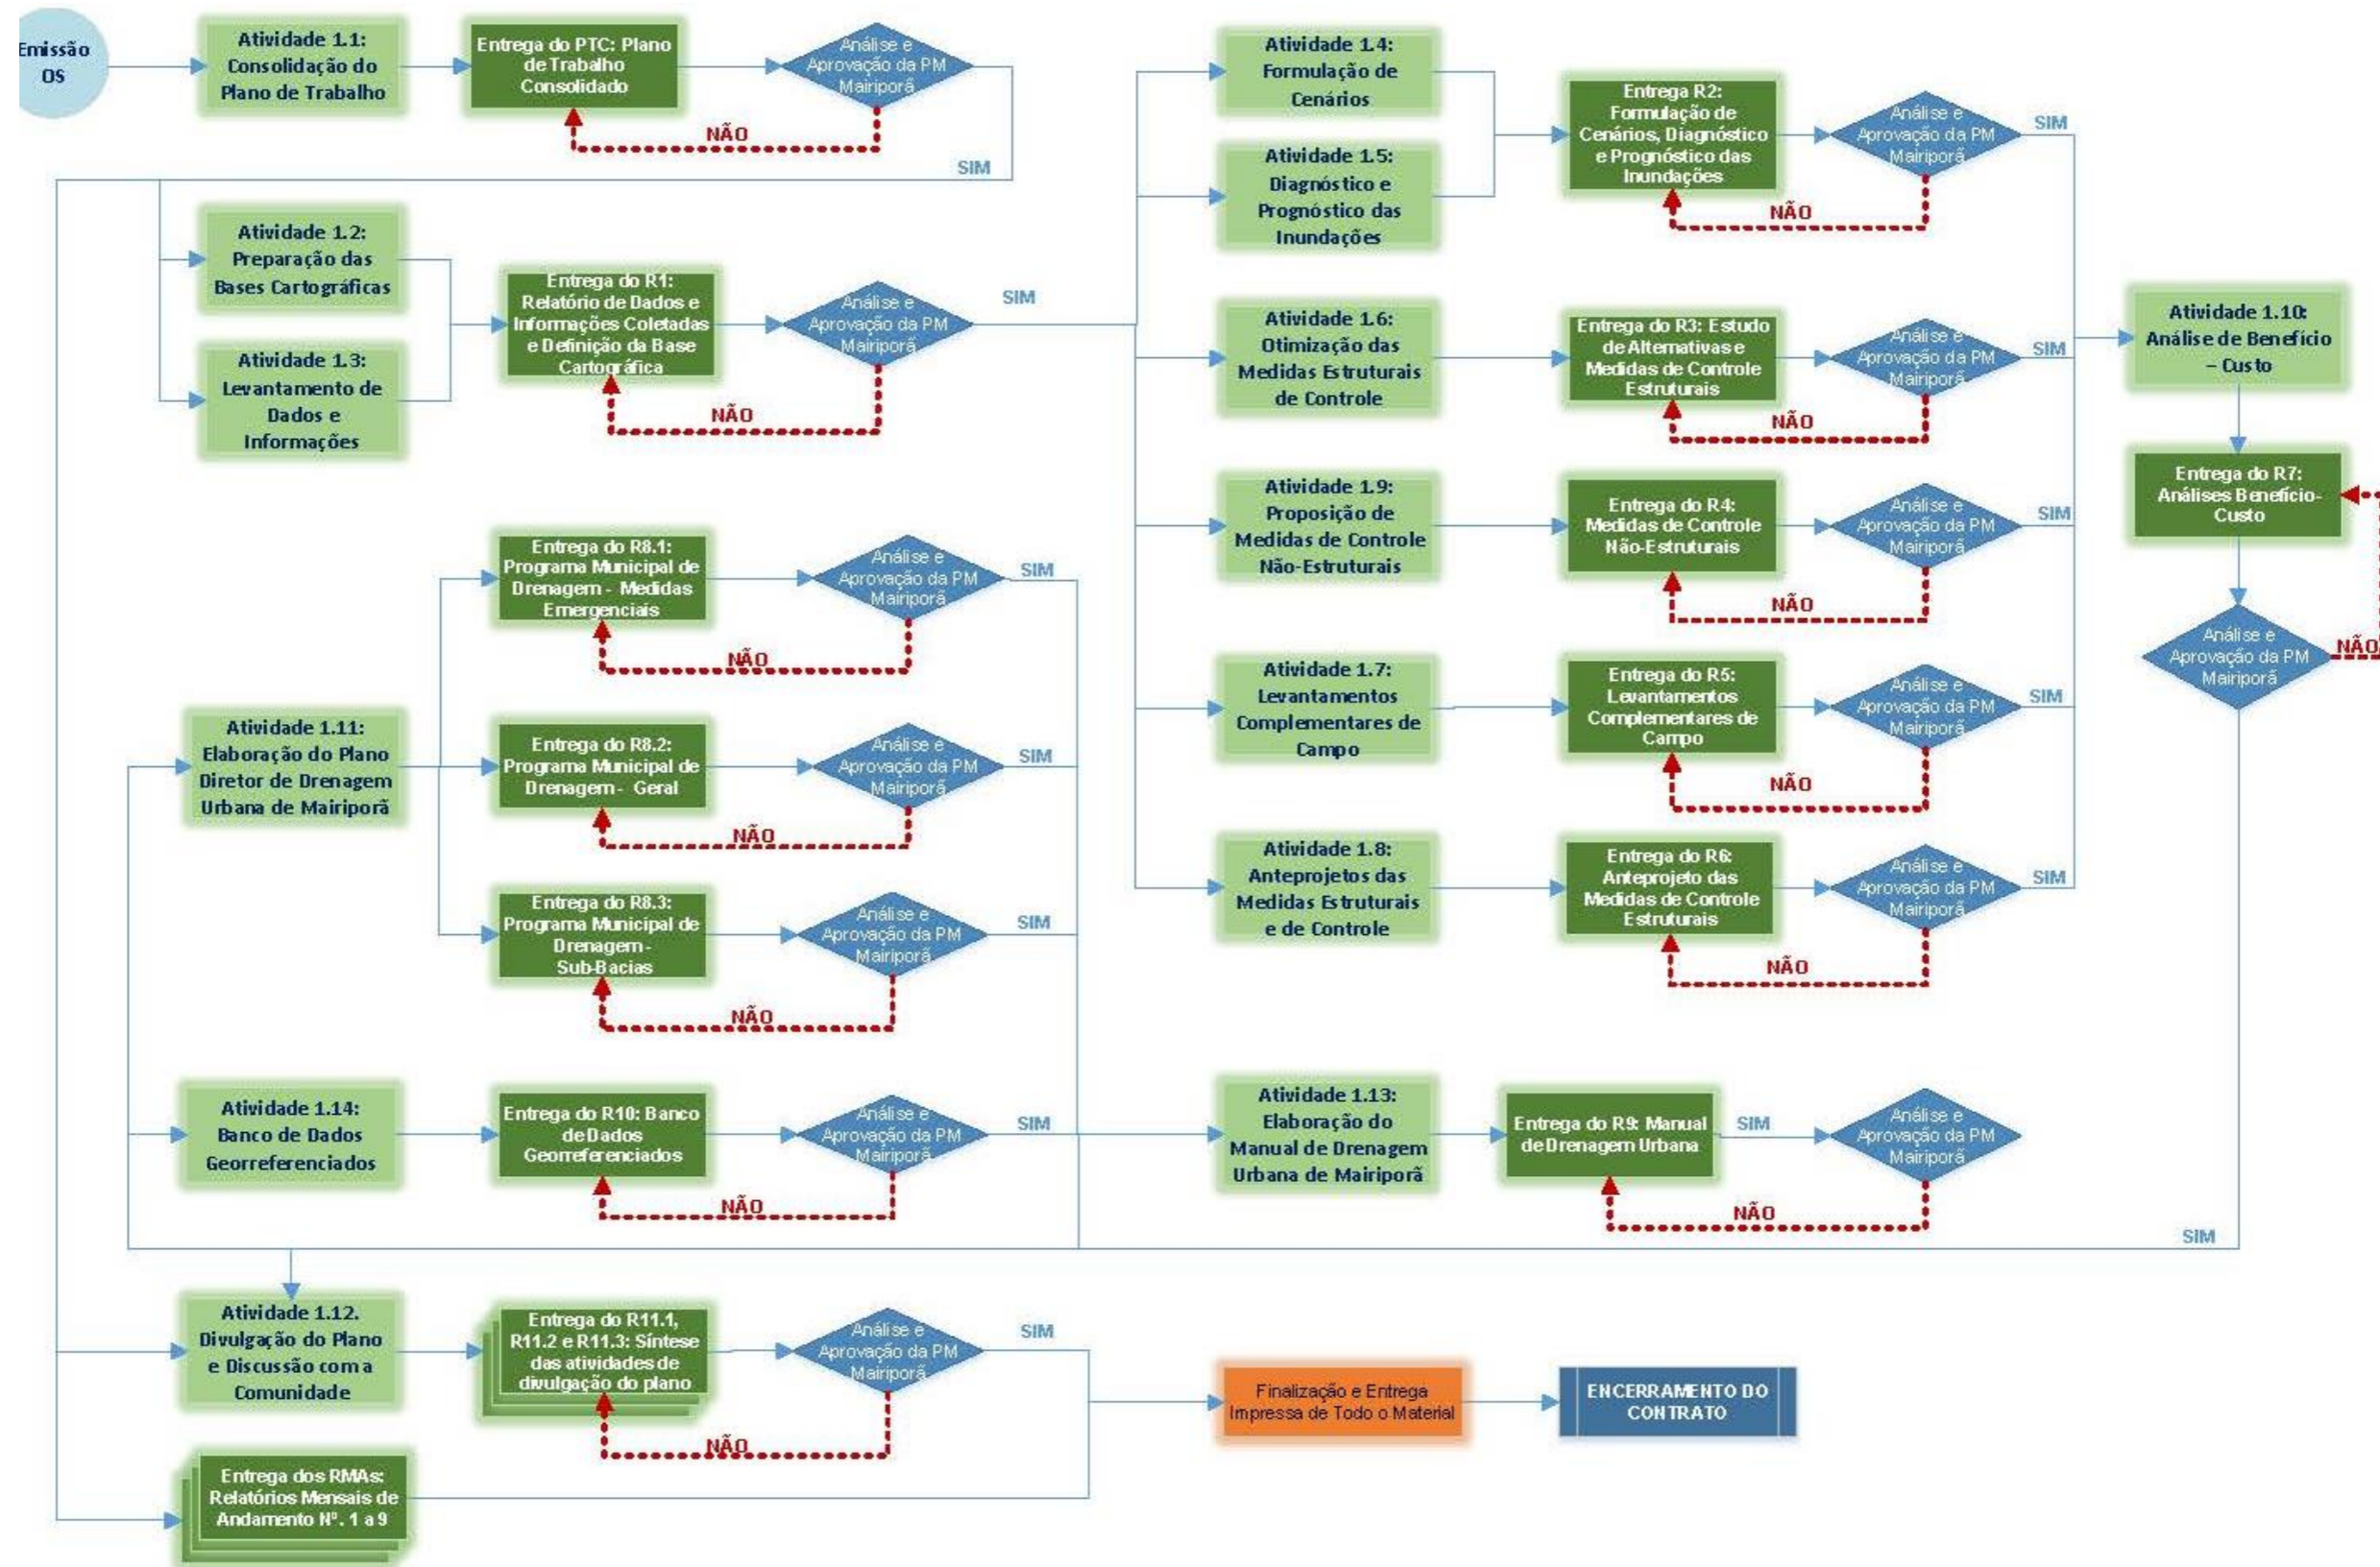 Emissão
OS
Atividade 1.1:
Consolidação do
Plano de Trabalho
Entrega do PTC: Plano
de Trabalho
Consolidado
Análise e
Aprovação da PM
Mairiporã
NÃO
SIM
Atividade 1.2:
Preparação das
Bases Cartográficas
Atividade 1.3:
Levantamento de
Dados e
Informações
Entrega do R1:
Relatório de Dados e
Informações Coletadas
e Definição da Base
Cartográfica
Análise e
Aprovação da PM
Mairiporã
NÃO
SIM
Atividade 1.4:
Formulação de
Cenários
Atividade 1.5:
Diagnóstico e
Prognóstico das
Inundações
Entrega R2:
Formulação de
Cenários, Diagnóstico
e Prognóstico das
Inundações
Análise e
Aprovação da PM
Mairiporã
SIM
NÃO
Atividade 1.6:
Otimização das
Medidas Estruturais
de Controle
Entrega do R3: Estudo
de Alternativas e
Medidas de Controle
Estruturais
Análise e
Aprovação da PM
Mairiporã
SIM
NÃO
Atividade 1.9:
Proposição de
Medidas de Controle
Não-Estruturais
Entrega do R4:
Medidas de Controle
Não-Estruturais
Análise e
Aprovação da PM
Mairiporã
SIM
NÃO
Atividade 1.7:
Levantamentos
Complementares de
Campo
Entrega do R5:
Levantamentos
Complementares de
Campo
Análise e
Aprovação da PM
Mairiporã
SIM
NÃO
Atividade 1.8:
Anteprojetos das
Medidas Estruturais
e de Controle
Entrega do R6:
Anteprojeto das
Medidas de Controle
Estruturais
Análise e
Aprovação da PM
Mairiporã
SIM
NÃO
Atividade 1.10:
Análise de Benefício
– Custo
Entrega do R7:
Análises Benefício-
Custo
Análise e
Aprovação da PM
Mairiporã
NÃO
SIM
Atividade 1.11:
Elaboração do Plano
Diretor de Drenagem
Urbana de Mairiporã
Entrega do R8.1:
Programa Municipal de
Drenagem - Medidas
Emergenciais
Análise e
Aprovação da PM
Mairiporã
SIM
NÃO
Entrega do R8.2:
Programa Municipal de
Drenagem - Geral
Análise e
Aprovação da PM
Mairiporã
SIM
NÃO
Entrega do R8.3:
Programa Municipal de
Drenagem -
Sub-Bacias
Análise e
Aprovação da PM
Mairiporã
SIM
NÃO
Atividade 1.14:
Banco de Dados
Georreferenciados
Entrega do R10: Banco
de Dados
Georreferenciados
Análise e
Aprovação da PM
Mairiporã
SIM
NÃO
Atividade 1.13:
Elaboração do
Manual de Drenagem
Urbana de Mairiporã
Entrega do R9: Manual
de Drenagem Urbana
SIM
Análise e
Aprovação da PM
Mairiporã
NÃO
Atividade 1.12.
Divulgação do Plano
e Discussão com a
Comunidade
Entrega do R11.1,
R11.2 e R11.3: Síntese
das atividades de
divulgação do plano
Análise e
Aprovação da PM
Mairiporã
SIM
NÃO
Entrega dos RMAs:
Relatórios Mensais de
Andamento Nº. 1 a 9
Finalização e Entrega
Impressa de Todo o Material
ENCERRAMENTO DO
CONTRATO